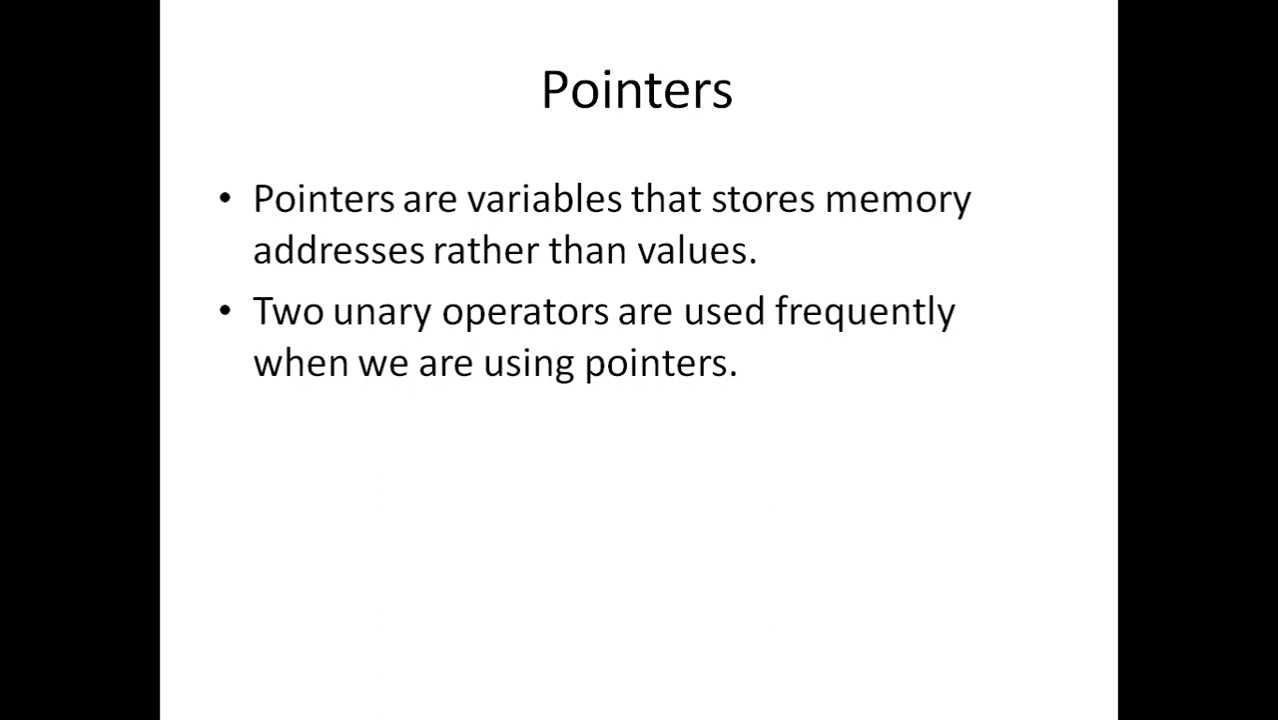 Pointers
• Pointers are variables that stores memory
addresses rather than values.
• Two unary operators are used frequently
when we are using pointers.